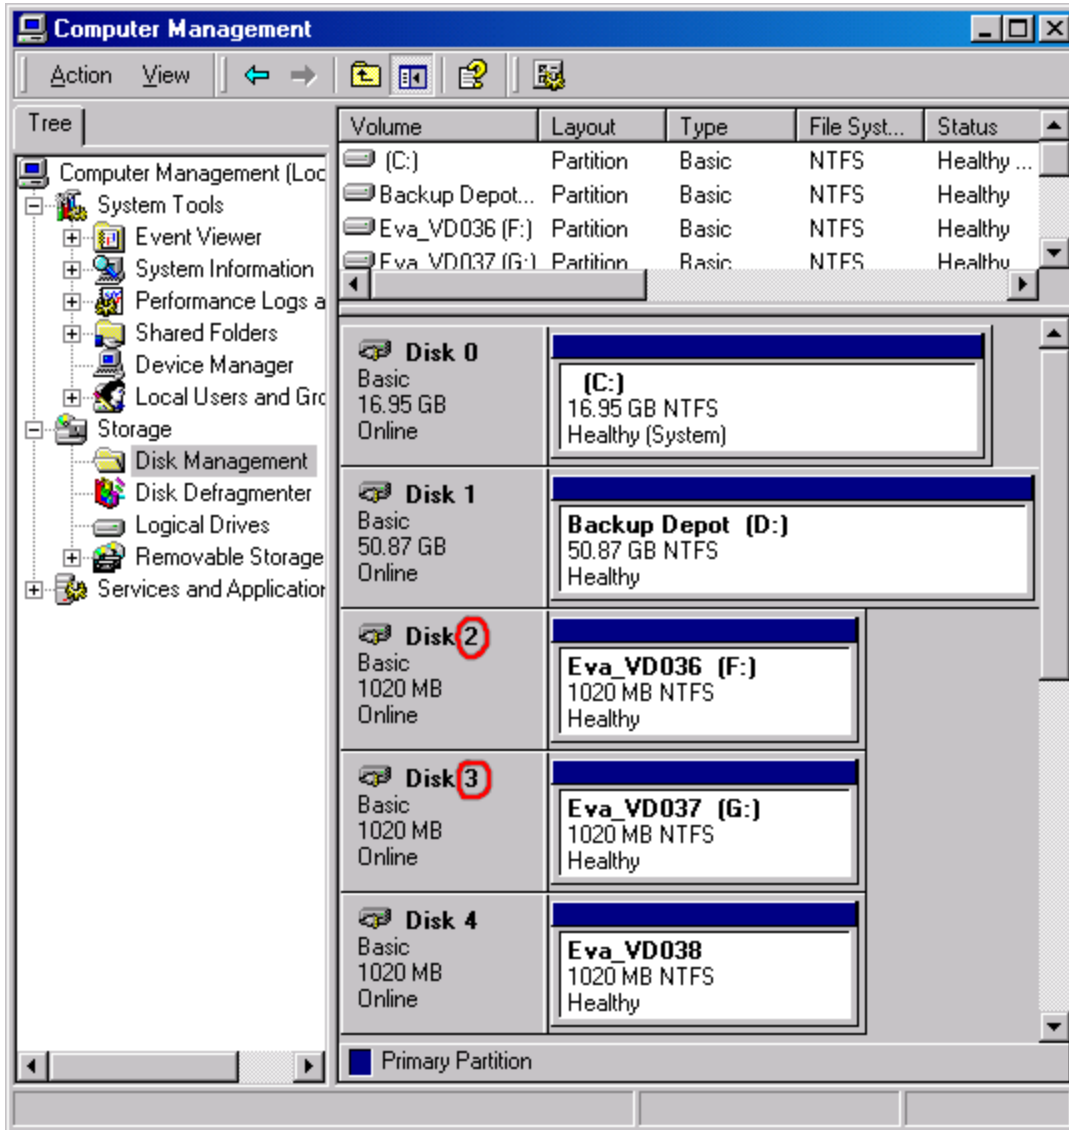 Computer Management
Action View
Tree
Computer Management (Loc
System Tools
Event Viewer
System Information
Performance Logs a
Shared Folders
Device Manager
Local Users and Gro
Storage
Disk Management
Disk Defragmenter
Logical Drives
Removable Storage
Services and Application
Volume Layout Type File Syst... Status
(C:) Partition Basic NTFS Healthy ...
Backup Depot... Partition Basic NTFS Healthy
Eva_VD036 (F:) Partition Basic NTFS Healthy
Eva_VD037 (G:) Partition Basic NTFS Healthy
Disk 0
Basic
16.95 GB
Online
(C:)
16.95 GB NTFS
Healthy (System)
Disk 1
Basic
50.87 GB
Online
Backup Depot (D:)
50.87 GB NTFS
Healthy
Disk 2
Basic
1020 MB
Online
Eva_VD036 (F:)
1020 MB NTFS
Healthy
Disk 3
Basic
1020 MB
Online
Eva_VD037 (G:)
1020 MB NTFS
Healthy
Disk 4
Basic
1020 MB
Online
Eva_VD038
1020 MB NTFS
Healthy
Primary Partition